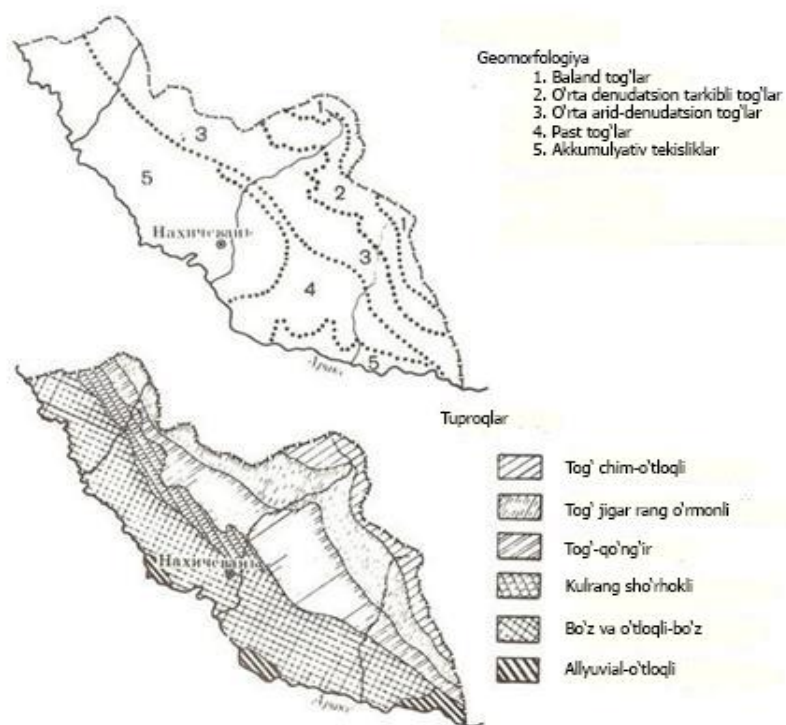 Geomorfologiya
1. Baland tog'lar
2. O'rta denudatsion tarkibli tog'lar
3. O'rta arid-denudatsion tog'lar
4. Past tog'lar
5. Akkumulyativ tekisliklar
1
3
2
5
1
Нахичевань
3
4
5
Аракс
Tuproqlar
Tog' chim-o'tloqli
Tog' jigar rang o'rmonli
Tog'-qo'ng'ir
Kulrang sho'rhokli
Bo'z va o'tloqli-bo'z
Allyuvial-o'tloqli
Нахичевань
Аракс